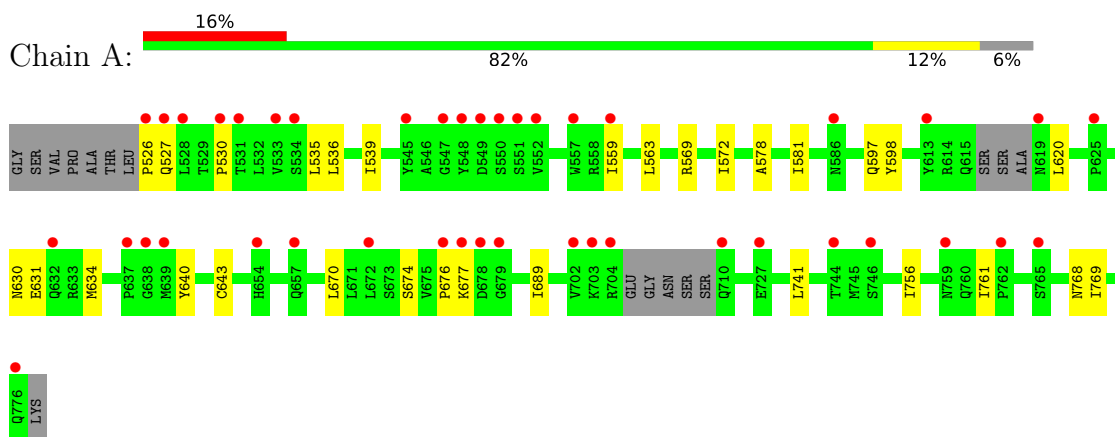 16%
Chain A:
82% 12% 6%
GLY SER VAL PRO ALA THR LEU P526 Q527 L528 T529 P530 T531 L532 V533 S534 L535 L536 I539 Y545 A546 G547 Y548 D549 S550 S551 V552 W557 R558 I559 L563 R569 I572 A578 I581 N586 Q597 Y598 Y613 R614 Q615 SER SER ALA N619 L620 P625
N630 E631 Q632 R633 M634 P637 G638 M639 Y640 C643 H654 Q657 L670 L671 L672 S673 S674 V675 P676 K677 D678 G679 I689 V702 K703 R704 GLU GLY ASN SER SER Q710 E727 L741 T744 M745 S746 I756 N759 Q760 I761 P762 S765 N768 I769
Q776 LYS